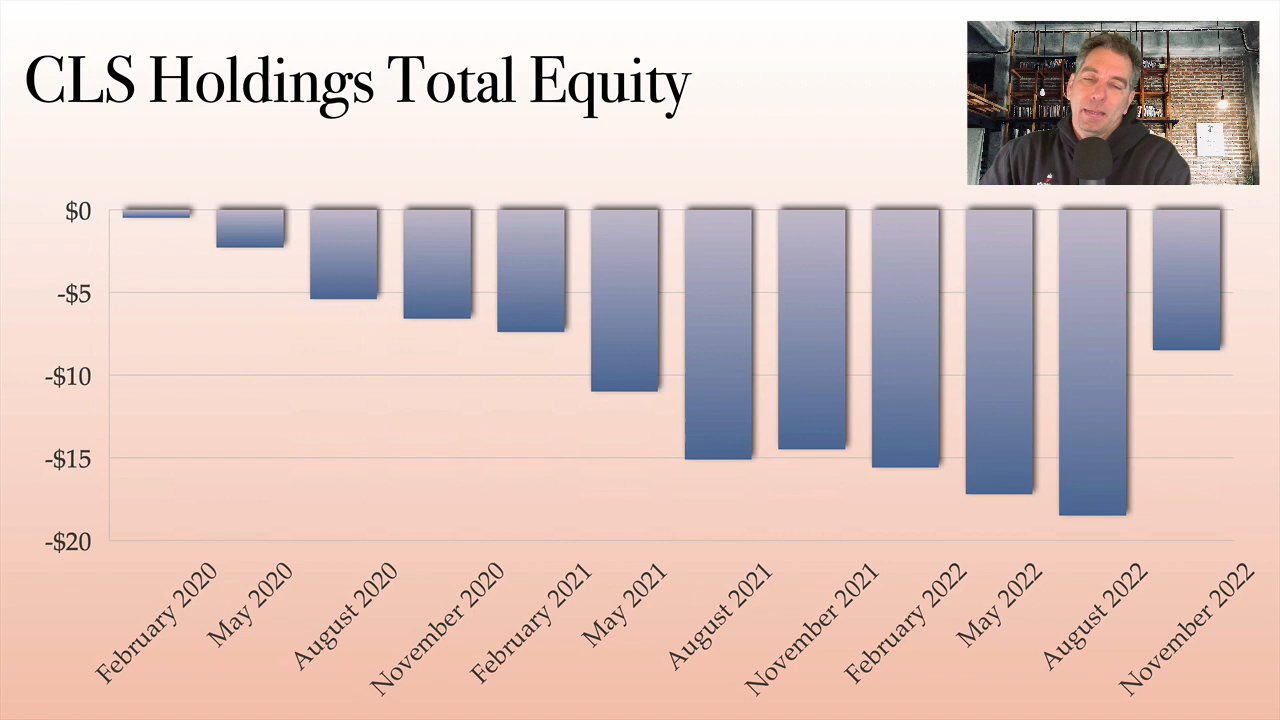 CLS Holdings Total Equity
$0
-$5
-$10
-$15
-$20
February 2020
May 2020
August 2020
November 2020
February 2021
May 2021
August 2021
November 2021
February 2022
May 2022
August 2022
November 2022